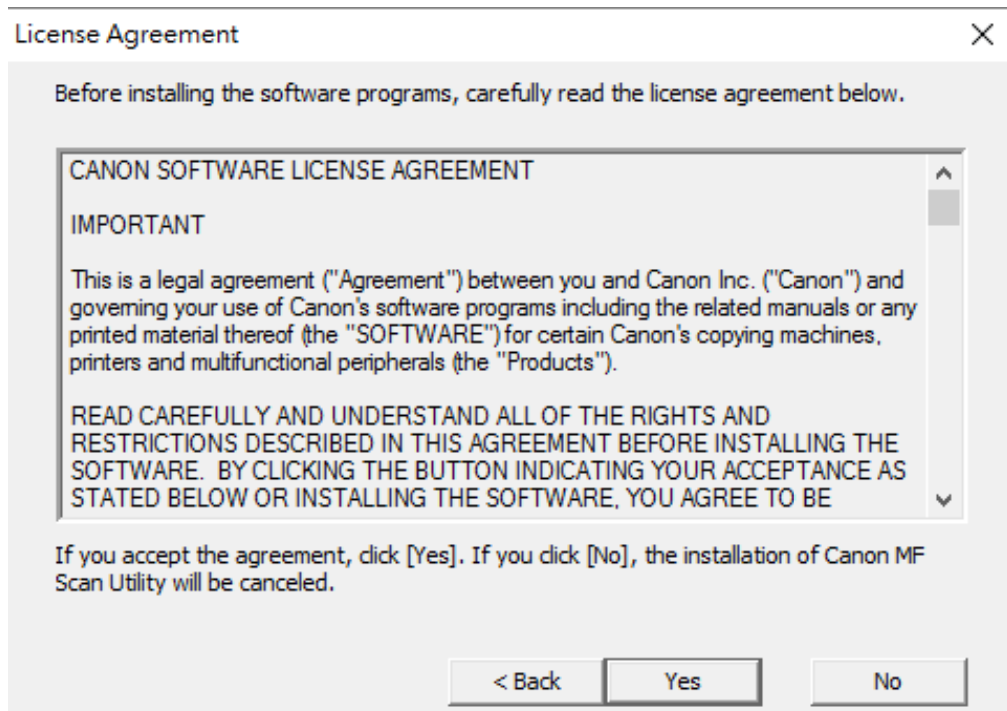 License Agreement
Before installing the software programs, carefully read the license agreement below.
CANON SOFTWARE LICENSE AGREEMENT
IMPORTANT
This is a legal agreement ("Agreement") between you and Canon Inc. ("Canon") and
governing your use of Canon's software programs including the related manuals or any
printed material thereof (the "SOFTWARE") for certain Canon's copying machines,
printers and multifunctional peripherals (the "Products").
READ CAREFULLY AND UNDERSTAND ALL OF THE RIGHTS AND
RESTRICTIONS DESCRIBED IN THIS AGREEMENT BEFORE INSTALLING THE
SOFTWARE.  BY CLICKING THE BUTTON INDICATING YOUR ACCEPTANCE AS
STATED BELOW OR INSTALLING THE SOFTWARE, YOU AGREE TO BE
If you accept the agreement, click [Yes]. If you click [No], the installation of Canon MF
Scan Utility will be canceled.
< Back
Yes
No